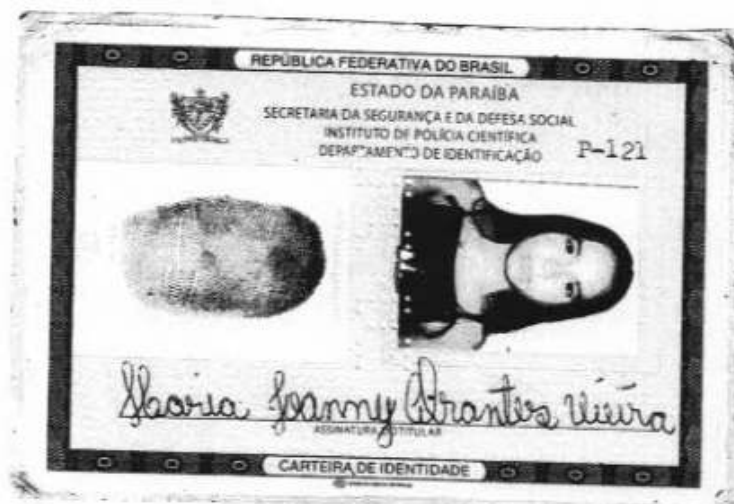 REPÚBLICA FEDERATIVA DO BRASIL
ESTADO DA PARAÍBA
SECRETARIA DA SEGURANÇA E DA DEFESA SOCIAL
INSTITUTO DE POLÍCIA CIENTÍFICA
DEPARTAMENTO DE IDENTIFICAÇÃO
P-121
Maria Joanny Abrantes Vieira
ASSINATURA DO TITULAR
CARTEIRA DE IDENTIDADE